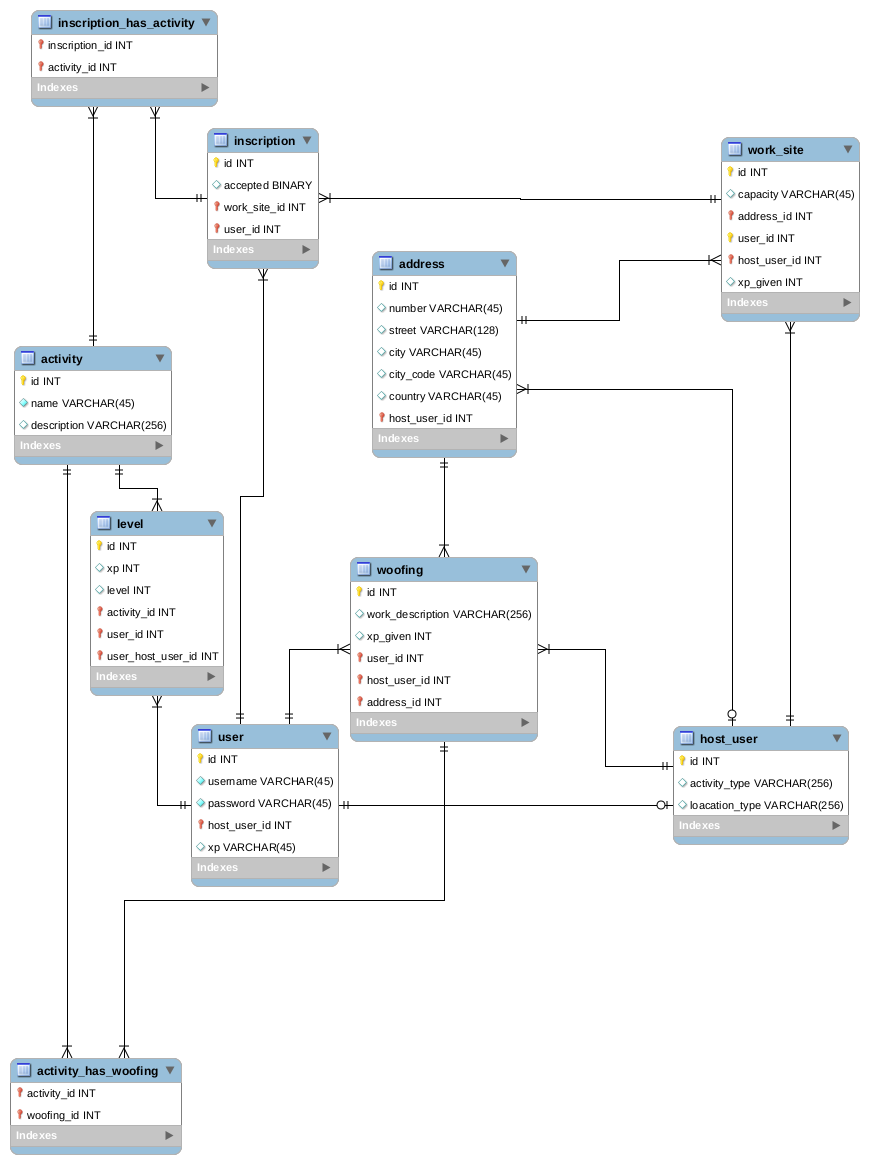 inscription_has_activity
inscription_id INT
activity_id INT
Indexes
inscription
id INT
accepted BINARY
work_site_id INT
user_id INT
Indexes
work_site
id INT
capacity VARCHAR(45)
address_id INT
user_id INT
host_user_id INT
xp_given INT
Indexes
address
id INT
number VARCHAR(45)
street VARCHAR(128)
city VARCHAR(45)
city_code VARCHAR(45)
country VARCHAR(45)
host_user_id INT
Indexes
activity
id INT
name VARCHAR(45)
description VARCHAR(256)
Indexes
level
id INT
xp INT
level INT
activity_id INT
user_id INT
user_host_user_id INT
Indexes
woofing
id INT
work_description VARCHAR(256)
xp_given INT
user_id INT
host_user_id INT
address_id INT
Indexes
user
id INT
username VARCHAR(45)
password VARCHAR(45)
host_user_id INT
xp VARCHAR(45)
Indexes
host_user
id INT
activity_type VARCHAR(256)
loacation_type VARCHAR(256)
Indexes
activity_has_woofing
activity_id INT
woofing_id INT
Indexes